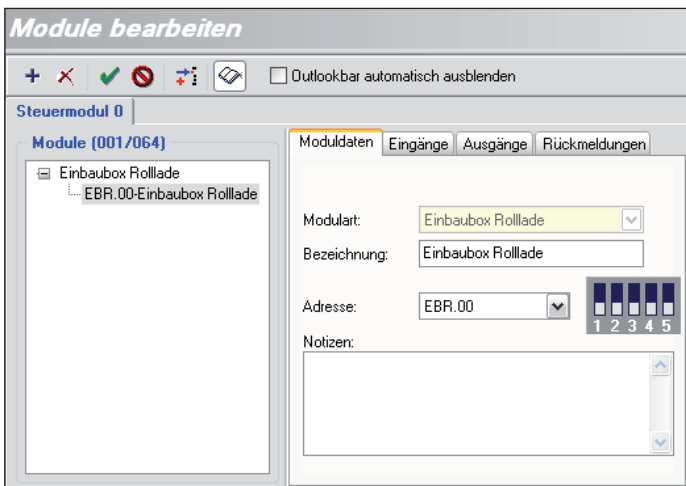 Module bearbeiten
Outlookbar automatisch ausblenden
Steuermodul 0
Module (001/064)
Einbaubox Rolllade
EBR.00-Einbaubox Rolllade
Moduldaten Eingänge Ausgänge Rückmeldungen
Modulart: Einbaubox Rolllade
Bezeichnung: Einbaubox Rolllade
Adresse: EBR.00
1 2 3 4 5
Notizen: